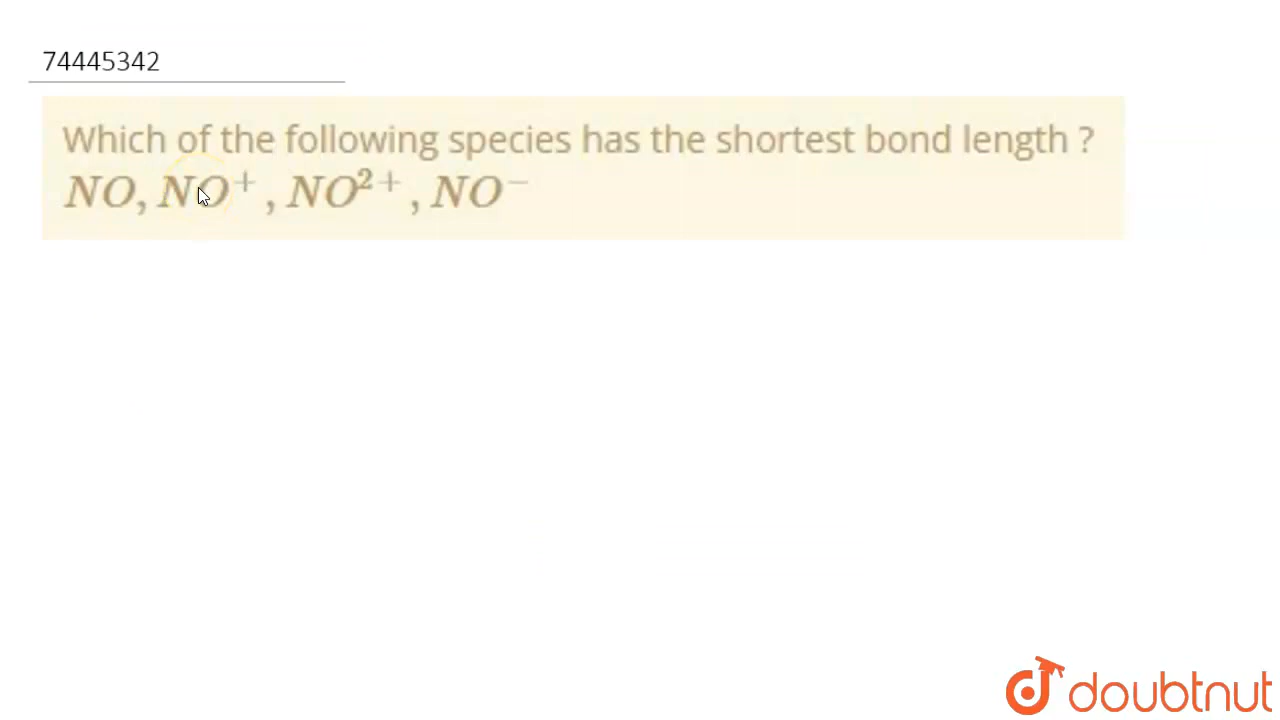 74445342
Which of the following species has the shortest bond length ?
NO, NO⁺, NO²⁺, NO⁻
doubtnut